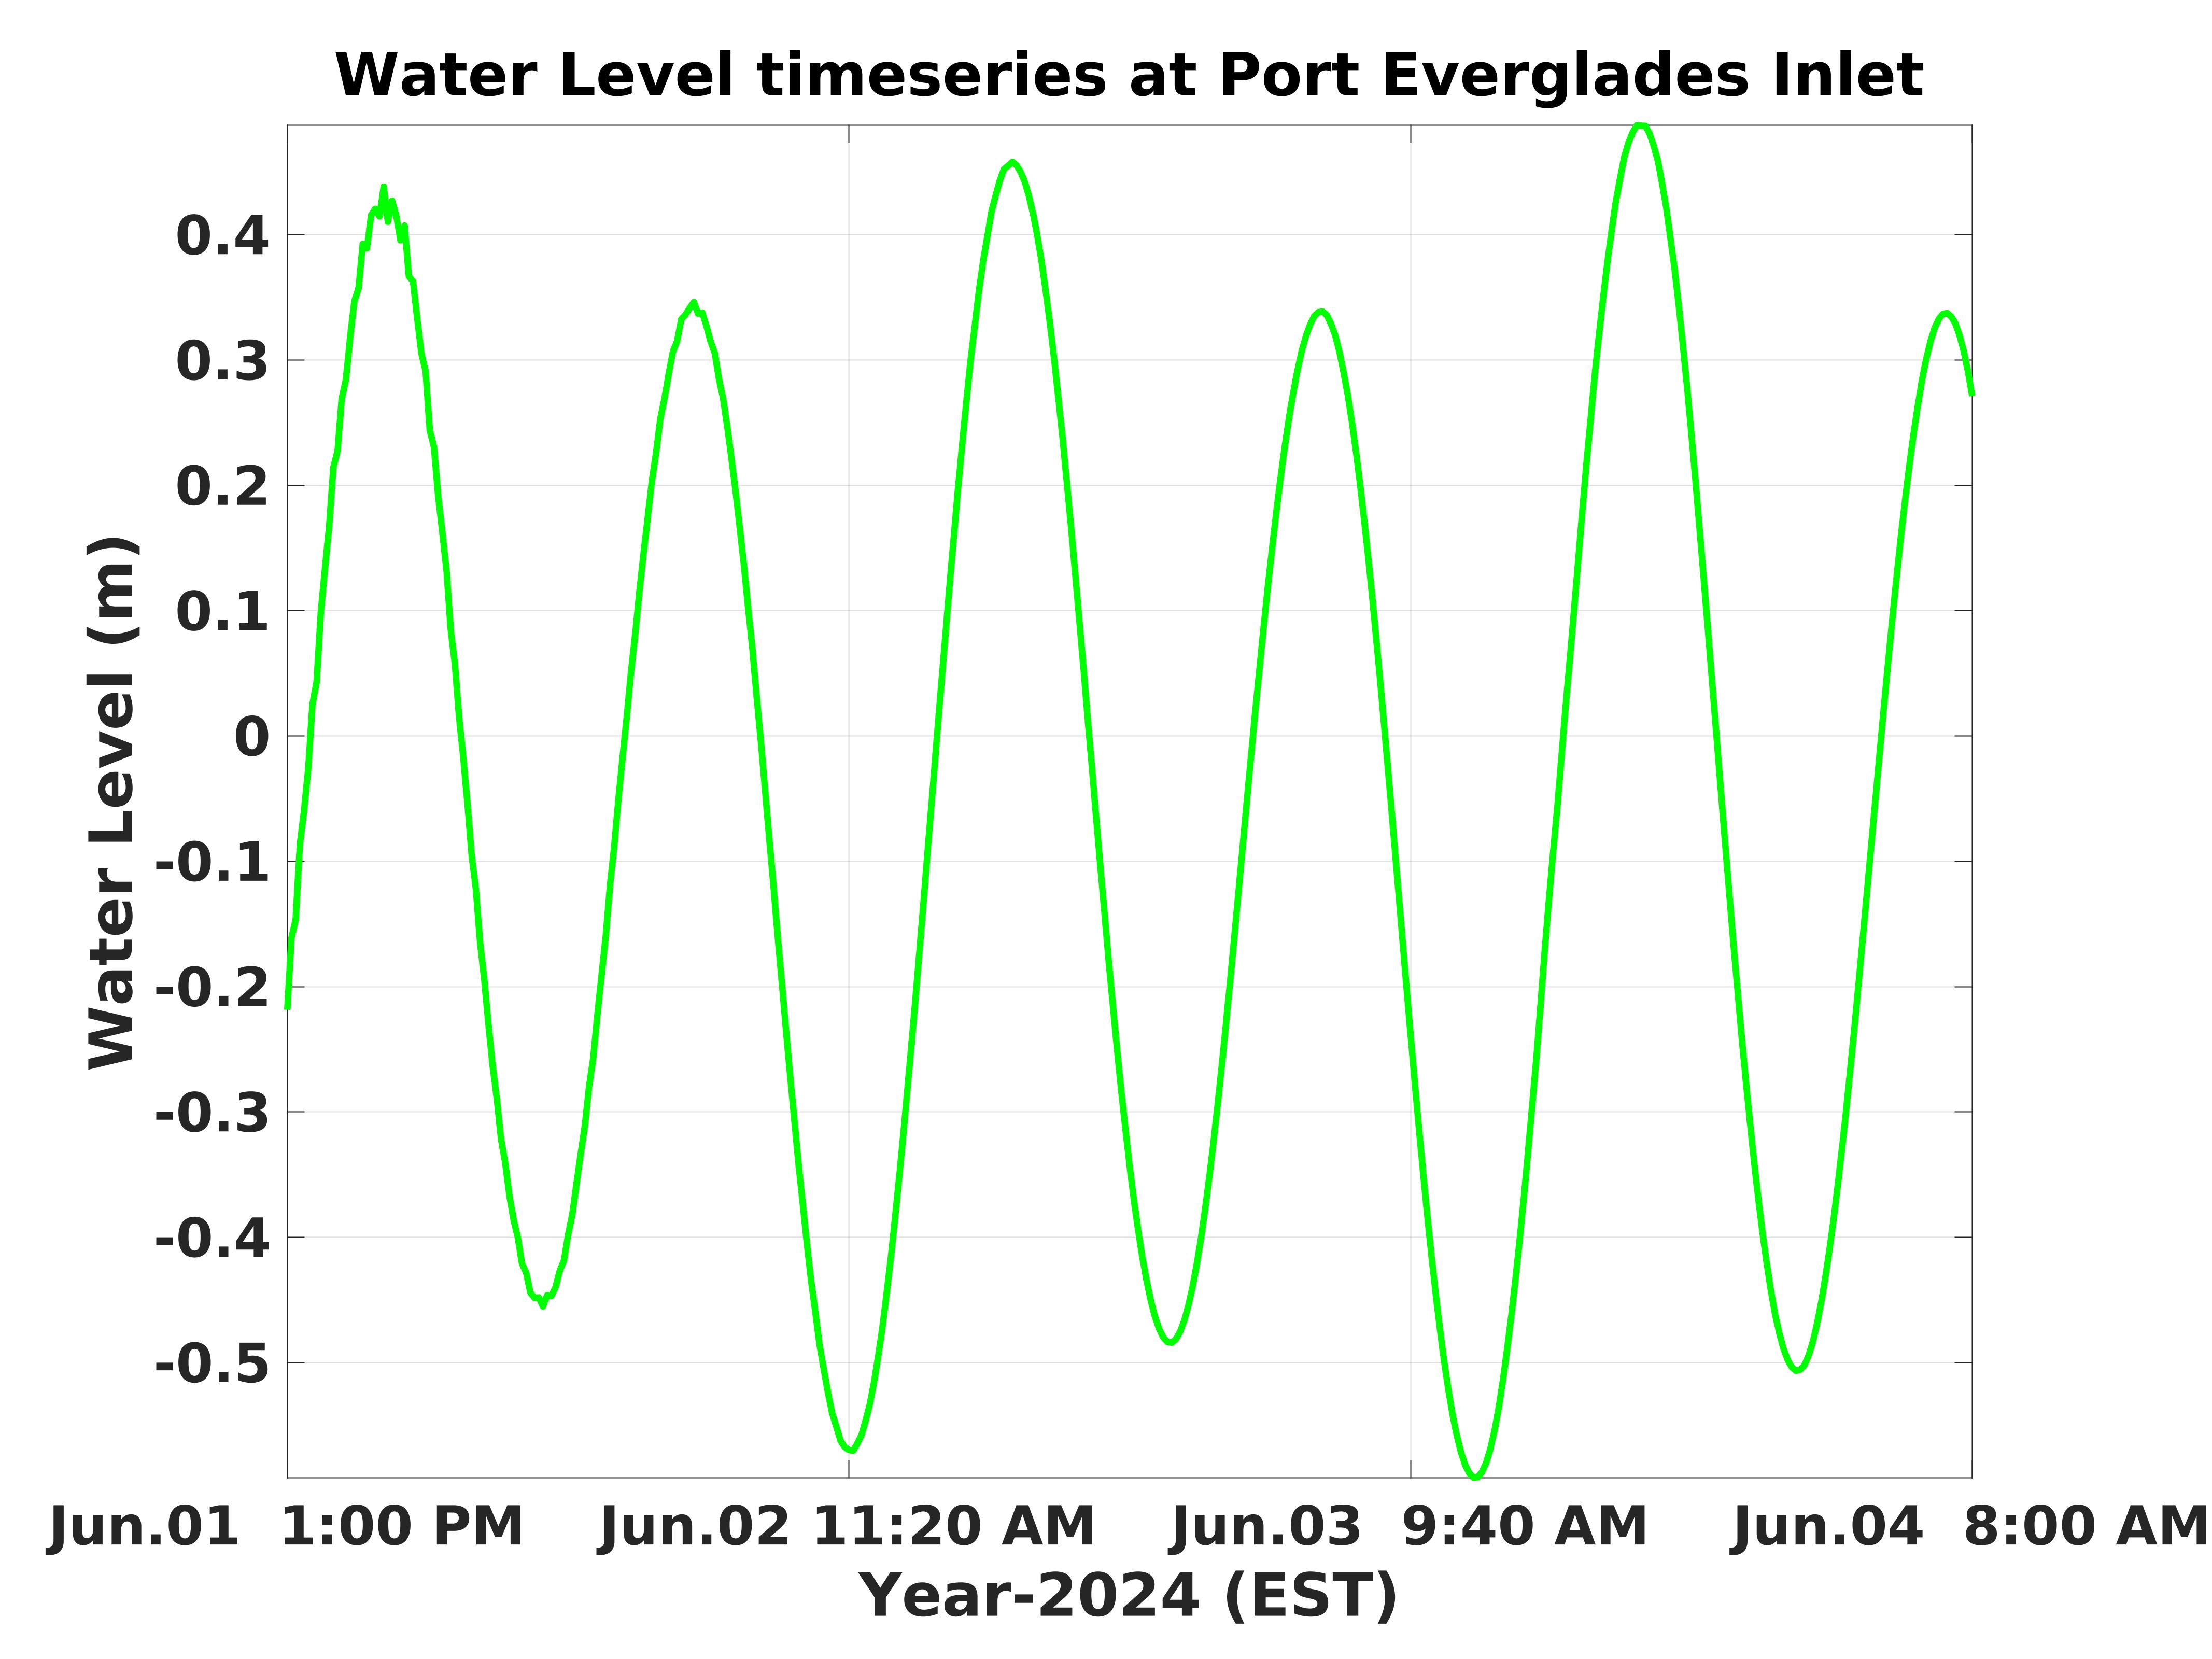 Water Level timeseries at Port Everglades Inlet
Water Level (m)
0.4
0.3
0.2
0.1
0
-0.1
-0.2
-0.3
-0.4
-0.5
Jun.01 1:00 PM Jun.02 11:20 AM Jun.03 9:40 AM Jun.04 8:00 AM
Year-2024 (EST)